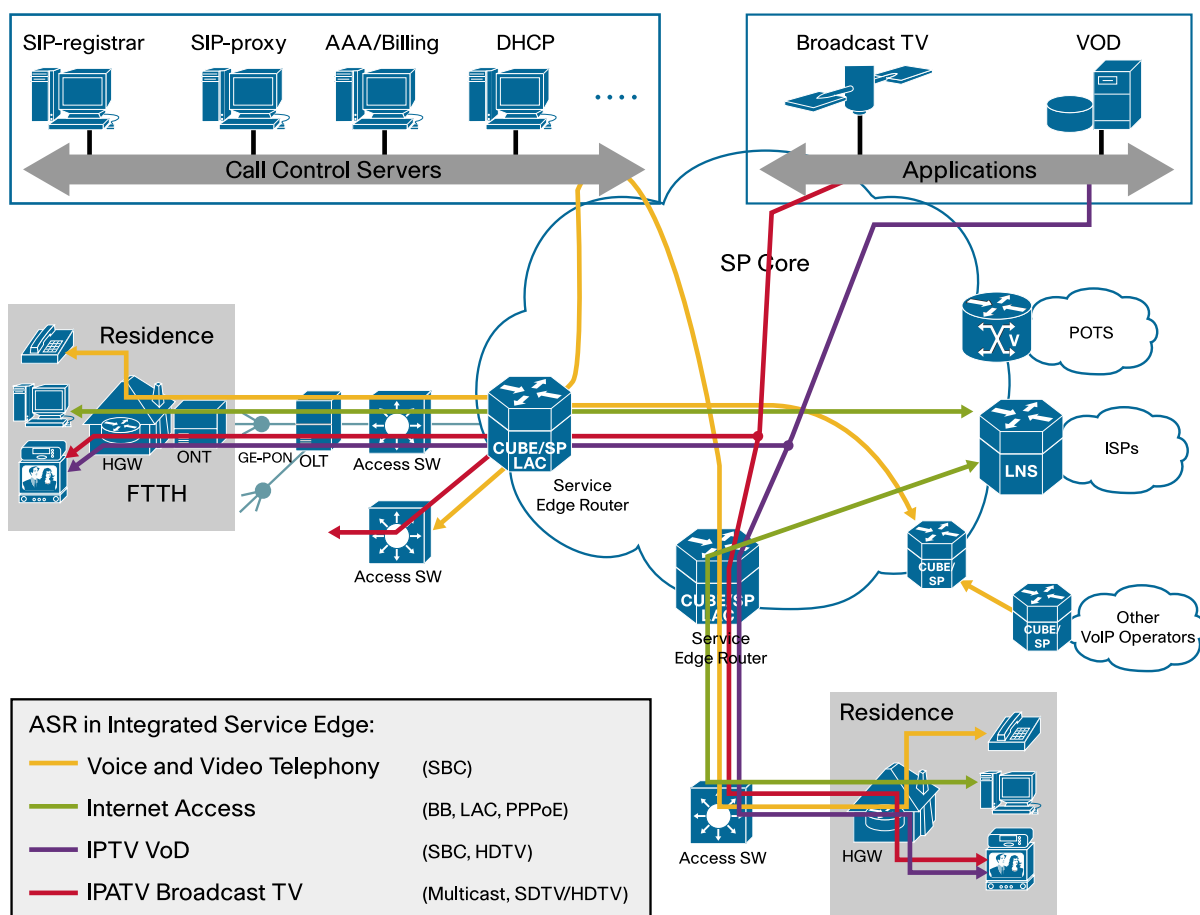 SIP-registrar
SIP-proxy
AAA/Billing
DHCP
....
Call Control Servers
Broadcast TV
VOD
Applications
SP Core
Residence
HGW
ONT
GE-PON
OLT
Access SW
FTTH
CUBE/SP
LAC
Service
Edge Router
Access SW
V
POTS
LNS
ISPs
CUBE/SP
LAC
Service
Edge Router
CUBE/
SP
CUBE/
SP
Other
VoIP Operators
ASR in Integrated Service Edge:
Voice and Video Telephony (SBC)
Internet Access (BB, LAC, PPPoE)
IPTV VoD (SBC, HDTV)
IPATV Broadcast TV (Multicast, SDTV/HDTV)
Access SW
Residence
HGW